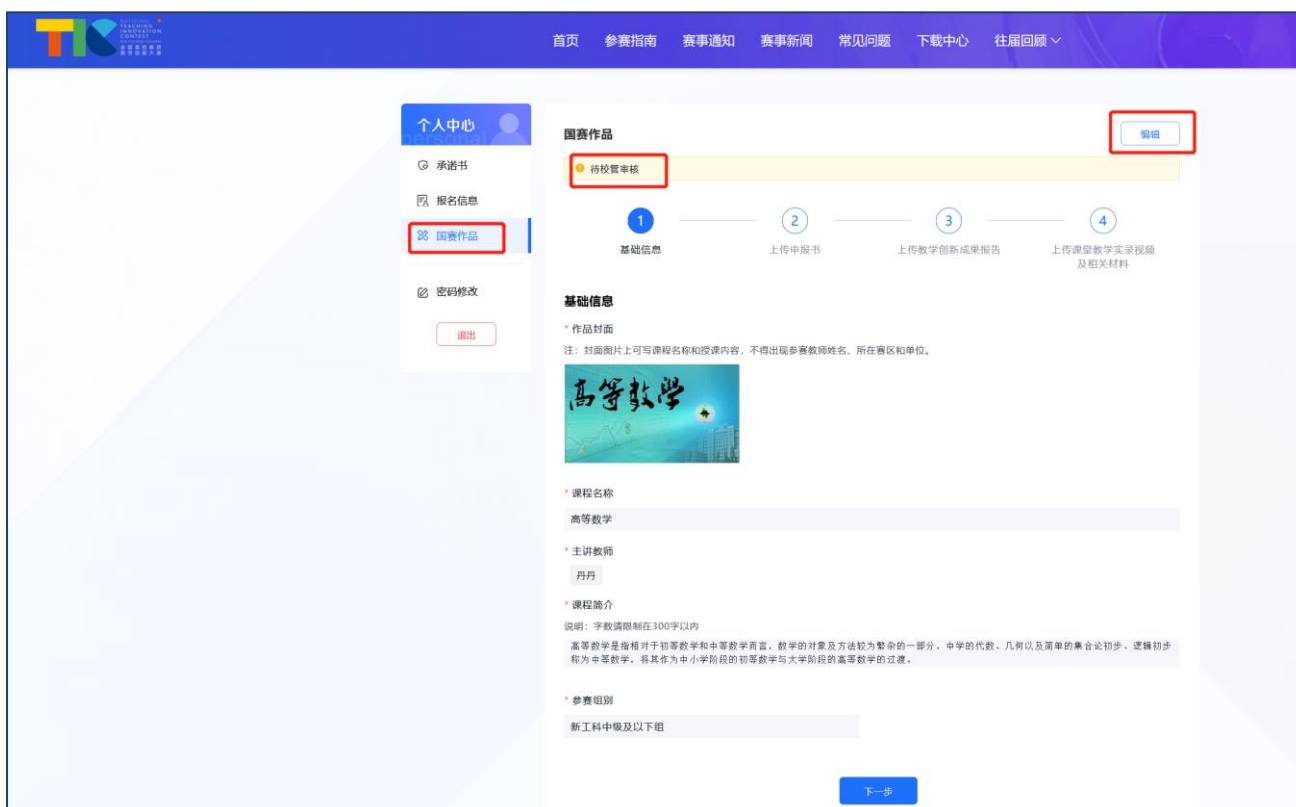 TIC
NATIONAL
TEACHING
INNOVATION
CONTEST
首页 参赛指南 赛事通知 赛事新闻 常见问题 下载中心 往届回顾
个人中心
personal
承诺书
报名信息
国赛作品
密码修改
退出
国赛作品
编辑
待校管审核
1 2 3 4
基础信息 上传申报书 上传教学创新成果报告 上传课堂教学实录视频
及相关材料
基础信息
* 作品封面
注：封面图片上可写课程名称和授课内容，不得出现参赛教师姓名、所在赛区和单位。
高等数学
* 课程名称
高等数学
* 主讲教师
丹丹
* 课程简介
说明：字数请限制在300字以内
高等数学是指相对于初等数学和中等数学而言，数学的对象及方法较为繁杂的一部分，中学的代数、几何以及简单的集合论初步、逻辑初步
称为中等数学，将其作为中小学阶段的初等数学与大学阶段的高等数学的过渡。
* 参赛组别
新工科中级及以下组
下一步